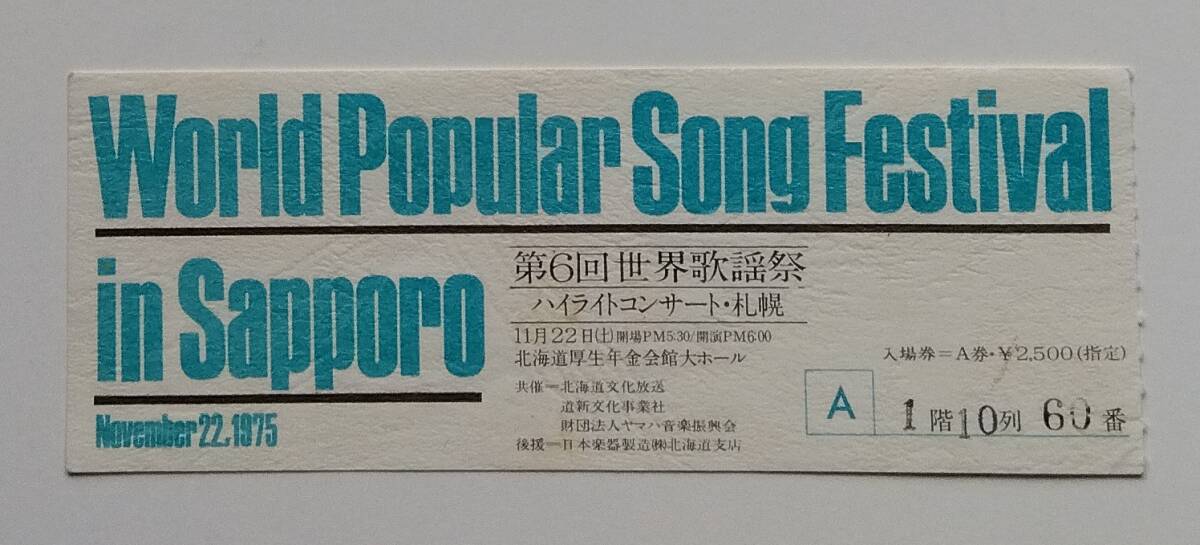 World Popular Song Festival
in Sapporo
November 22, 1975
第6回世界歌謡祭
ハイライトコンサート・札幌
11月22日(土)開場PM5:30/開演PM6:00
北海道厚生年金会館大ホール
共催＝北海道文化放送
道新文化事業社
財団法人ヤマハ音楽振興会
後援＝日本楽器製造㈱北海道支店
入場券＝A券・¥2,500(指定)
A
1階10列60番